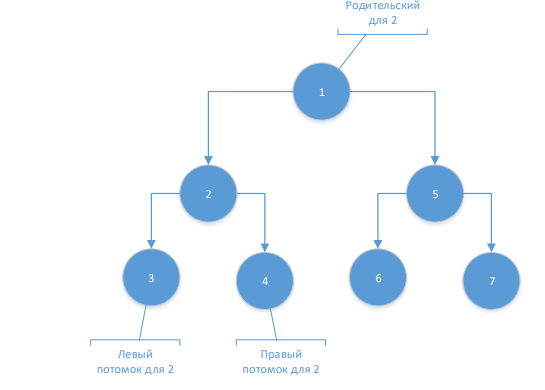 Родительский
для 2
1
2
5
3
4
6
7
Левый
потомок для 2
Правый
потомок для 2